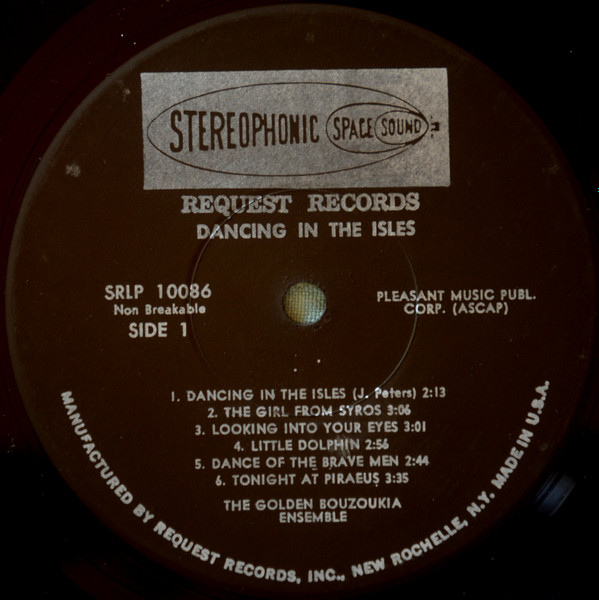 STEREOPHONIC SPACE SOUND
REQUEST RECORDS
DANCING IN THE ISLES
SRLP 10086
Non Breakable
SIDE 1
PLEASANT MUSIC PUBL.
CORP. (ASCAP)
1. DANCING IN THE ISLES (J. Peters) 2:13
2. THE GIRL FROM SYROS 3:06
3. LOOKING INTO YOUR EYES 3:01
4. LITTLE DOLPHIN 2:56
5. DANCE OF THE BRAVE MEN 2:44
6. TONIGHT AT PIRAEUS 3:35
THE GOLDEN BOUZOUKIA
ENSEMBLE
MANUFACTURED BY REQUEST RECORDS, INC., NEW ROCHELLE, N.Y. MADE IN U.S.A.